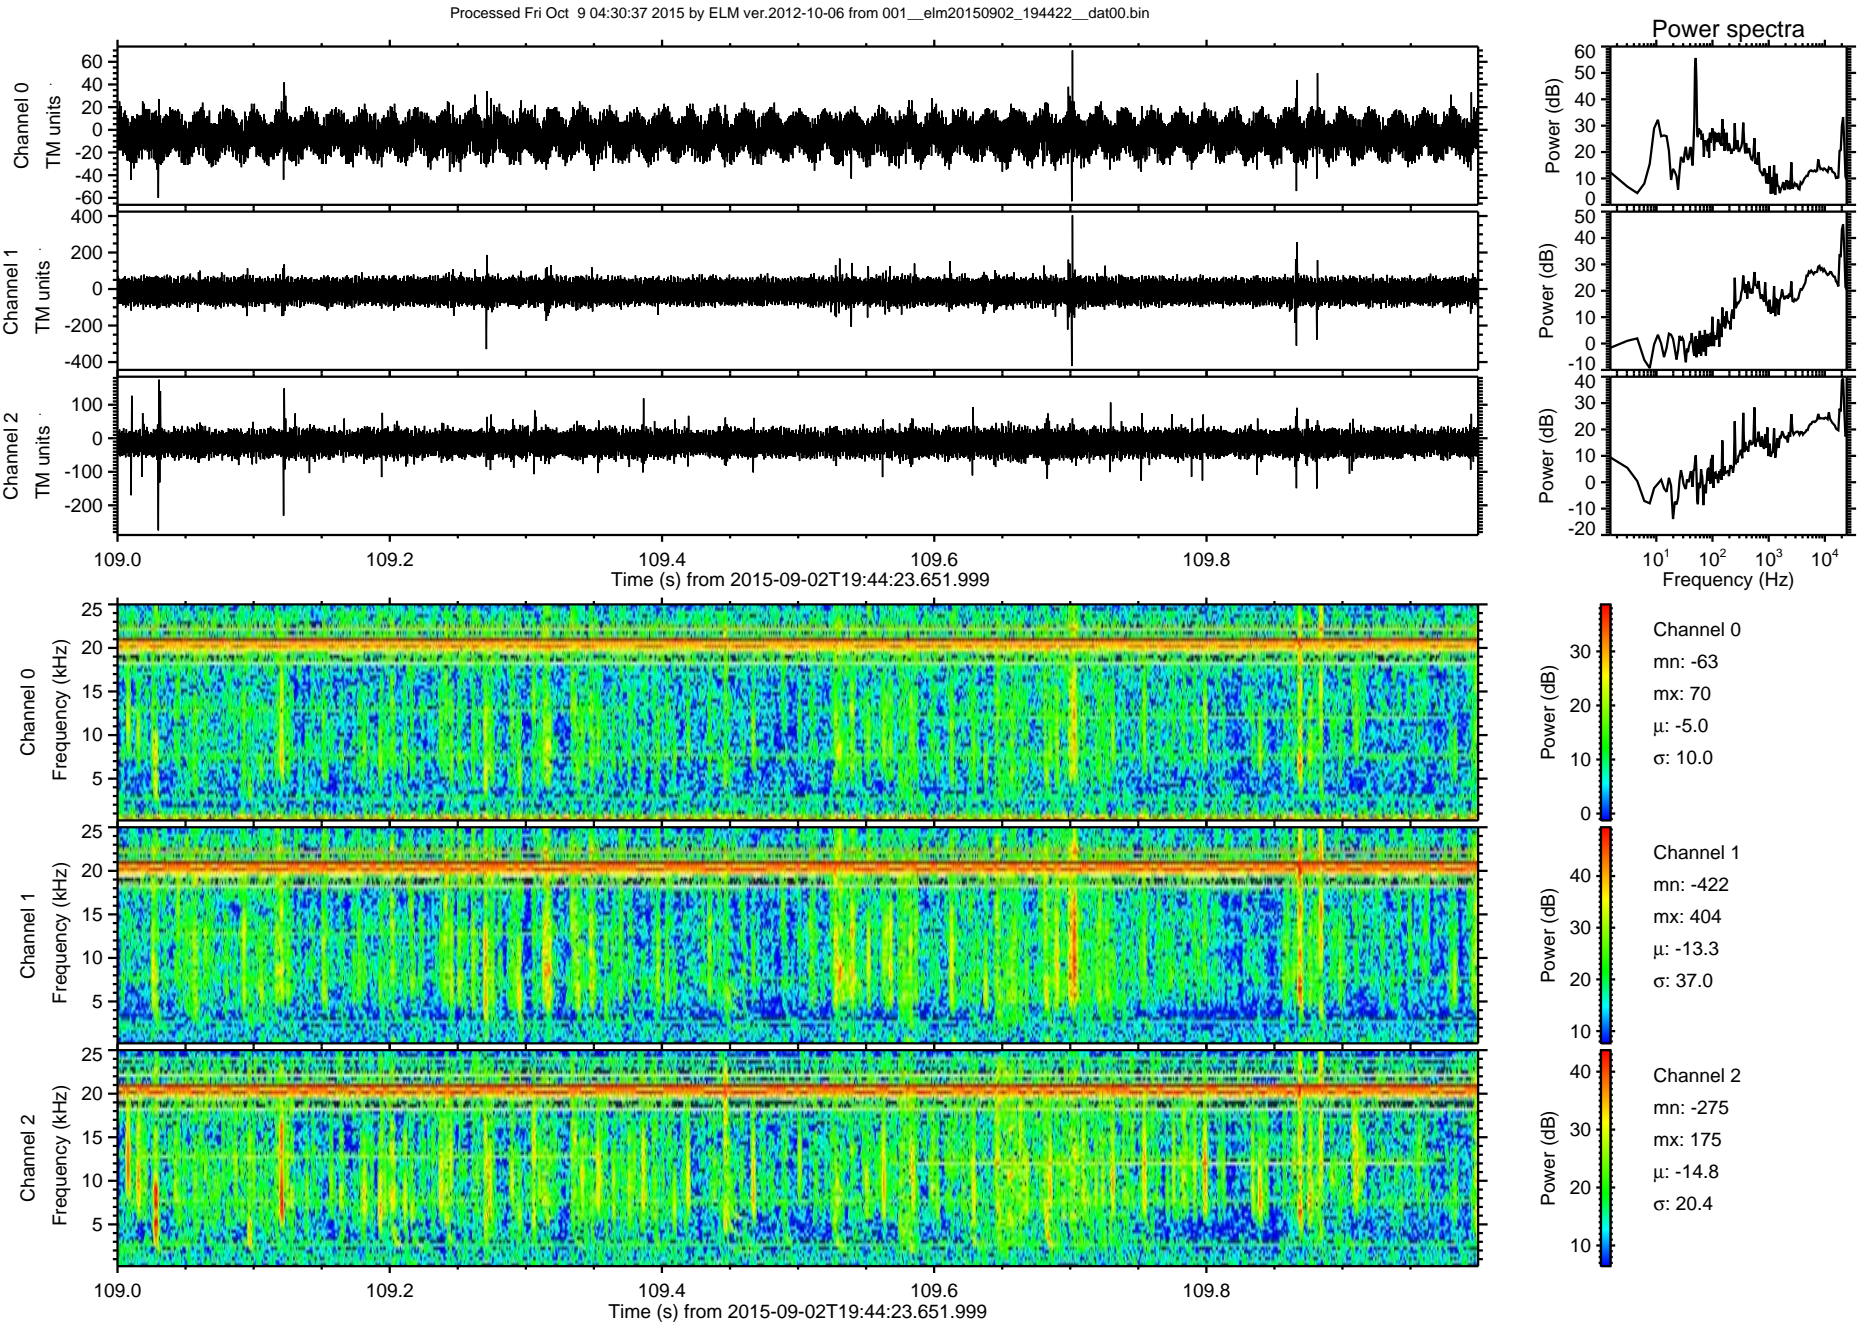 Processed Fri Oct  9 04:30:37 2015 by ELM ver.2012-10-06 from 001__elm20150902_194422__dat00.bin
Power spectra
Channel 0
TM units
60
40
20
0
-20
-40
-60
Power (dB)
60
50
40
30
20
10
0
Channel 1
TM units
400
200
0
-200
-400
Power (dB)
50
40
30
20
10
0
-10
Channel 2
TM units
100
0
-100
-200
Power (dB)
40
30
20
10
0
-10
-20
109.0 109.2 109.4 109.6 109.8
Time (s) from 2015-09-02T19:44:23.651.999
10¹ 10² 10³ 10⁴
Frequency (Hz)
Channel 0
Frequency (kHz)
25
20
15
10
5
Power (dB)
30
20
10
0
Channel 0
mn: -63
mx: 70
μ: -5.0
σ: 10.0
Channel 1
Frequency (kHz)
25
20
15
10
5
Power (dB)
40
30
20
10
Channel 1
mn: -422
mx: 404
μ: -13.3
σ: 37.0
Channel 2
Frequency (kHz)
25
20
15
10
5
Power (dB)
40
30
20
10
Channel 2
mn: -275
mx: 175
μ: -14.8
σ: 20.4
109.0 109.2 109.4 109.6 109.8
Time (s) from 2015-09-02T19:44:23.651.999